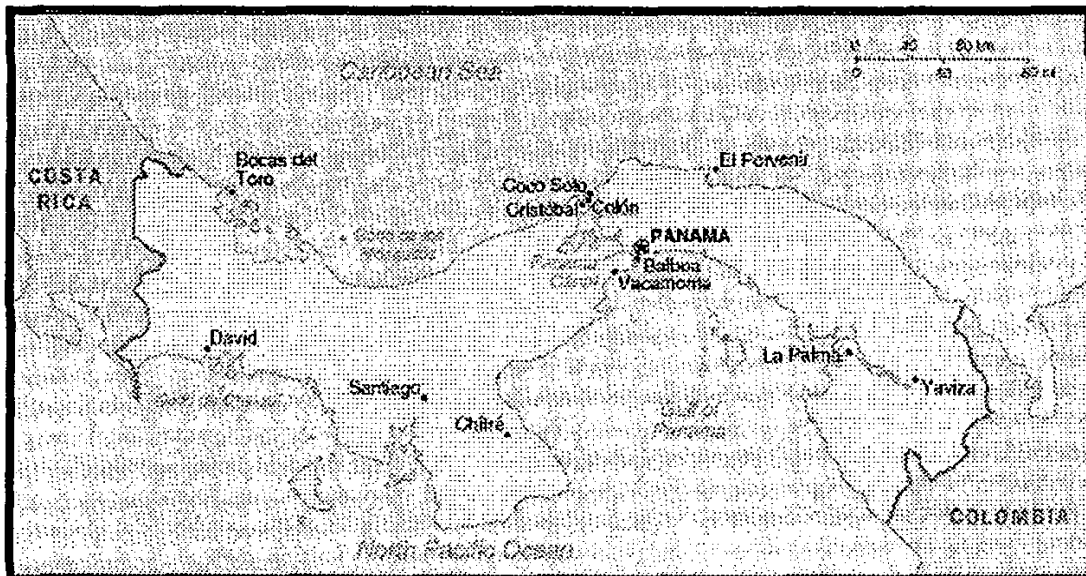 Caribbean Sea
El Porvenir
Bocas del
Toro
COSTA
RICA
Coco Solo
Cristóbal
Colón
PANAMA
Balboa
Vacamonte
David
La Palma
Yaviza
Santiago
Chitré
Gulf of
Panama
COLOMBIA
North Pacific Ocean